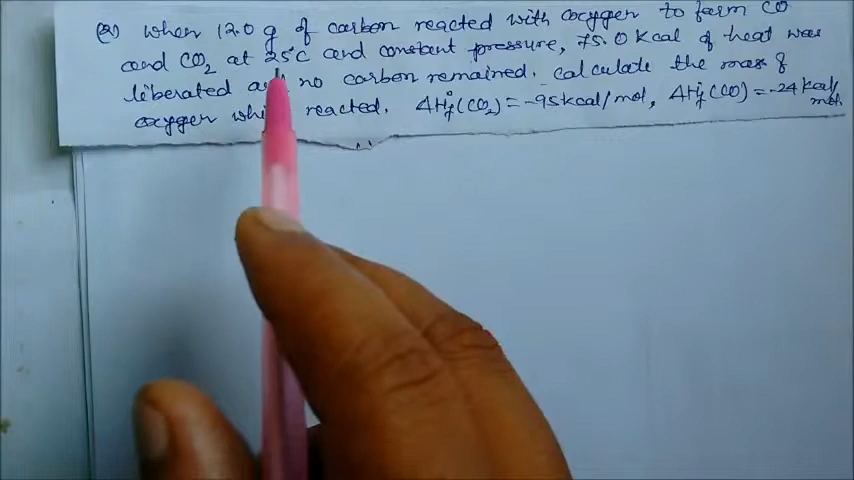 (Q) when 12.0 g of carbon reacted with oxygen to form CO
and CO₂ at 25°C and constant pressure, 75.0 Kcal of heat was
liberated no carbon remained. calculate the mass of
oxygen reacted. ΔH°f(CO₂) = -95kcal/mol, ΔH°f(CO) = -24 kcal/
mol.